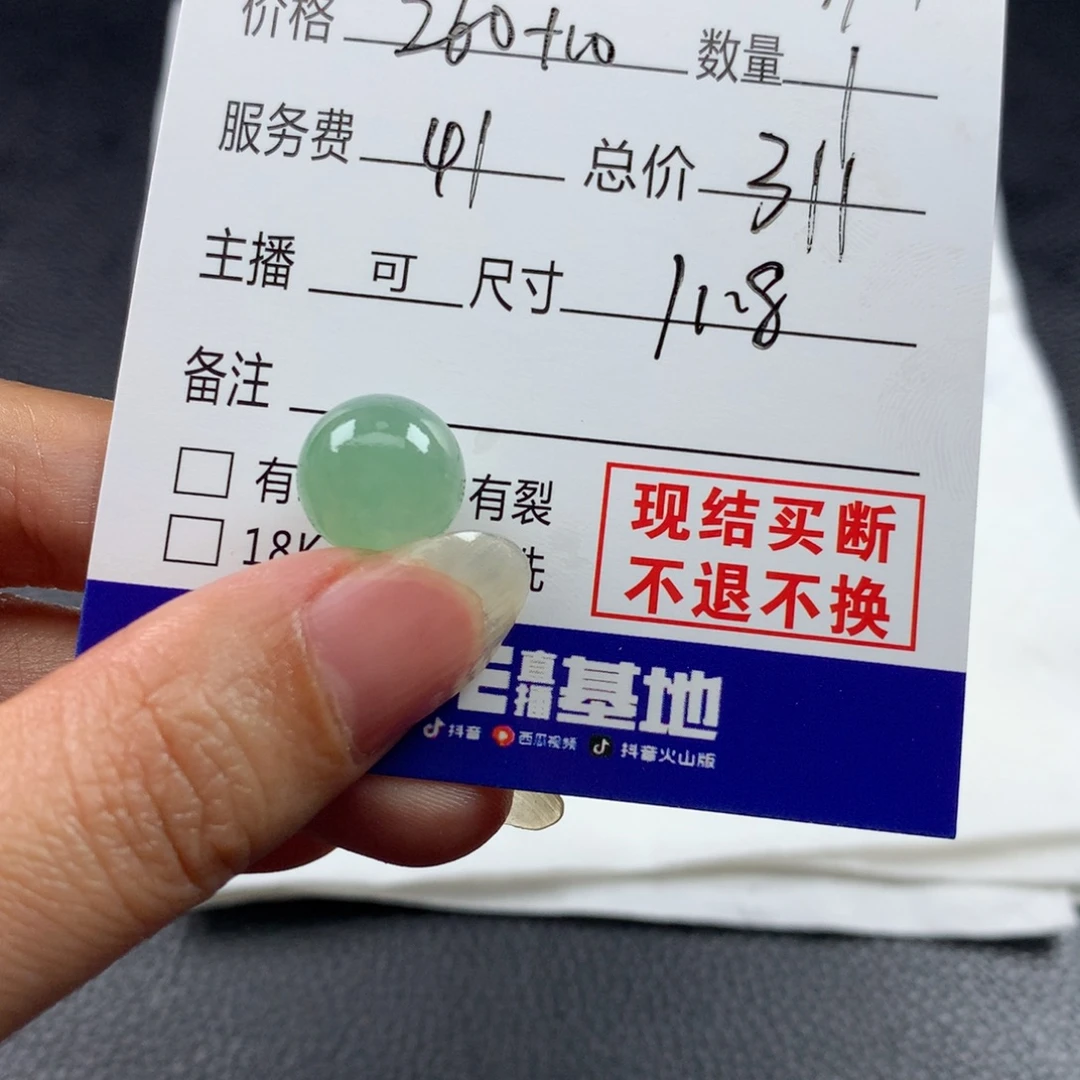 价格 260+10 数量 1
服务费 41 总价 311
主播 可 尺寸 11~8
备注
有 有裂
18K
现结买断
不退不换
直播基地
抖音 西瓜视频 抖音火山版